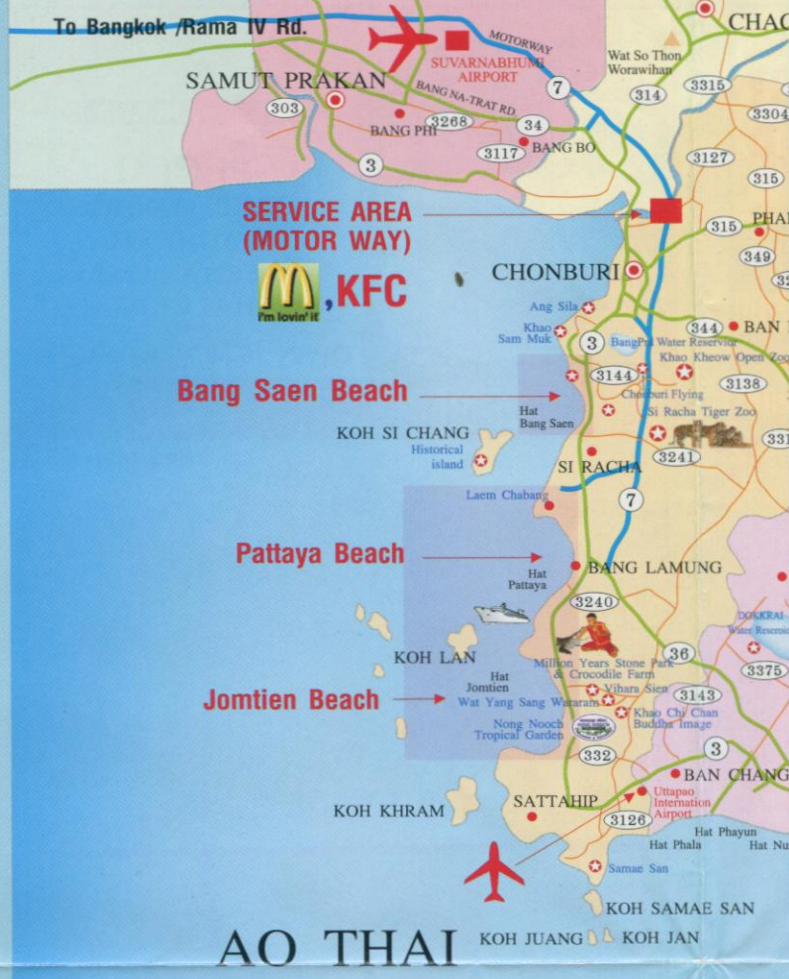 To Bangkok /Rama IV Rd.
MOTORWAY
CHAC
SUVARNABHUMI
AIRPORT
Wat So Thon
Worawihan
SAMUT PRAKAN
7
314
3315
303
BANG NA-TRAT RD.
3304
BANG PHI
3268
34
3117
BANG BO
3127
3
315
SERVICE AREA
(MOTOR WAY)
315
PHA
349
CHONBURI
M
i'm lovin' it
, KFC
Ang Sila
Khao
Sam Muk
3
344
BAN
Water Reservior
Khao Kheow Open Zoo
3144
3138
Bang Saen Beach
Chonburi Flying
Hat
Bang Saen
Si Racha Tiger Zoo
KOH SI CHANG
Historical
island
331
3241
SI RACHA
Laem Chabang
7
Pattaya Beach
Hat
Pattaya
BANG LAMUNG
3240
DOKKRAI
KOH LAN
36
Million Years Stone Park
& Crocodile Farm
3375
Hat
Jomtien
Vihara Sien
3143
Jomtien Beach
Wat Yang Sang Wararam
Khao Chi Chan
Buddha Image
Nong Nooch
Tropical Garden
332
3
BAN CHANG
SATTAHIP
Uttapao
Internation
Airport
KOH KHRAM
3126
Hat Phayun
Hat Phala
Hat Nu
Samae San
KOH SAMAE SAN
AO THAI
KOH JUANG
KOH JAN